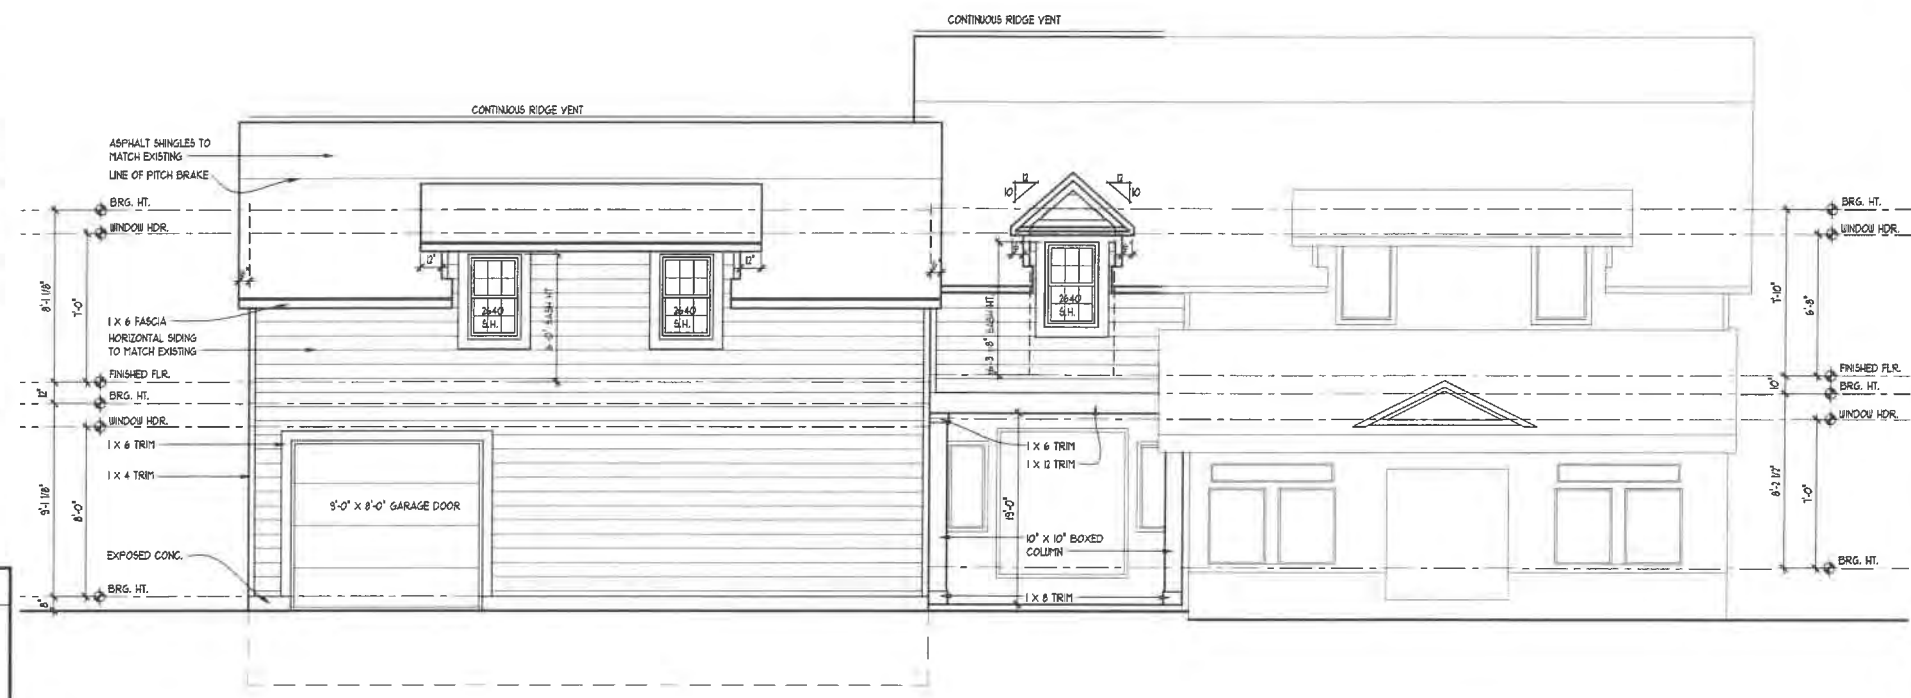 CONTINUOUS RIDGE VENT
CONTINUOUS RIDGE VENT
ASPHALT SHINGLES TO
MATCH EXISTING
LINE OF PITCH BRAKE
BRG. HT.
WINDOW HDR.
12
10
12
10
BRG. HT.
WINDOW HDR.
12"
12"
8'-1 1/8"
7'-0"
2640
S.H.
2640
S.H.
2640
S.H.
7'-10"
6'-8"
1 X 6 FASCIA
HORIZONTAL SIDING
TO MATCH EXISTING
FINISHED FLR.
12"
BRG. HT.
WINDOW HDR.
FINISHED FLR.
10"
BRG. HT.
WINDOW HDR.
1 X 6 TRIM
1 X 4 TRIM
1 X 6 TRIM
1 X 12 TRIM
9'-1 1/8"
8'-0"
9'-0" X 8'-0" GARAGE DOOR
8'-2 1/2"
7'-0"
10" X 10" BOXED
COLUMN
EXPOSED CONC.
BRG. HT.
BRG. HT.
8"
1 X 8 TRIM